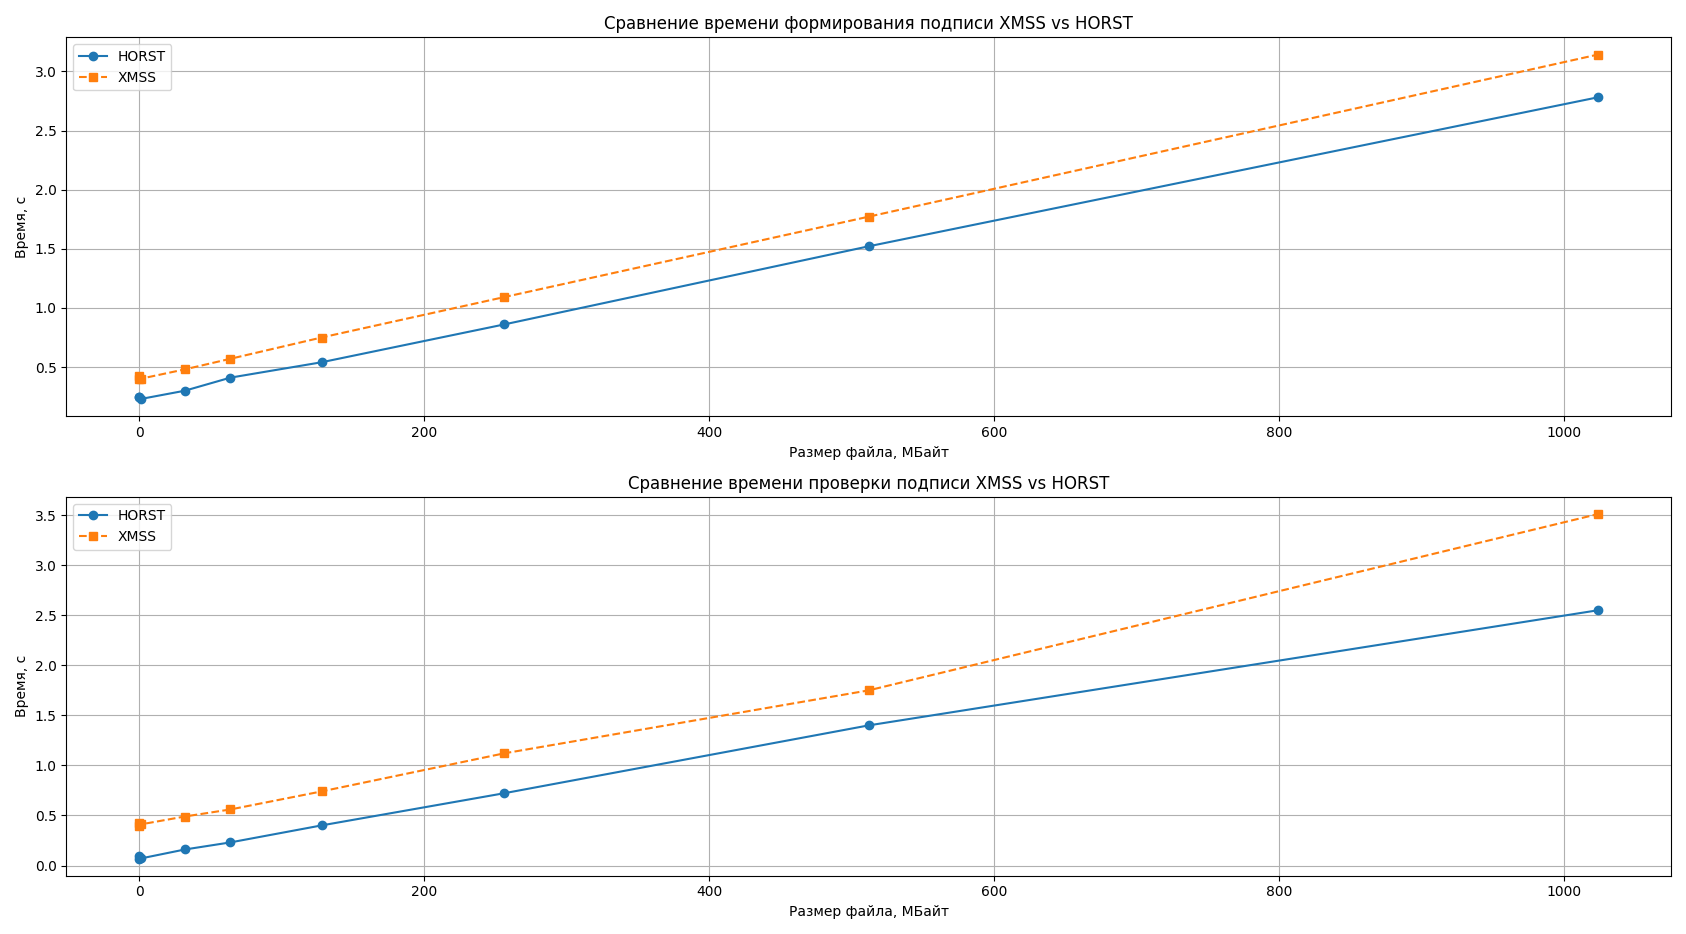 Сравнение времени формирования подписи XMSS vs HORST
HORST
XMSS
3.0
2.5
2.0
1.5
1.0
0.5
Время, с
0 200 400 600 800 1000
Размер файла, МБайт
Сравнение времени проверки подписи XMSS vs HORST
HORST
XMSS
3.5
3.0
2.5
2.0
1.5
1.0
0.5
0.0
Время, с
0 200 400 600 800 1000
Размер файла, МБайт